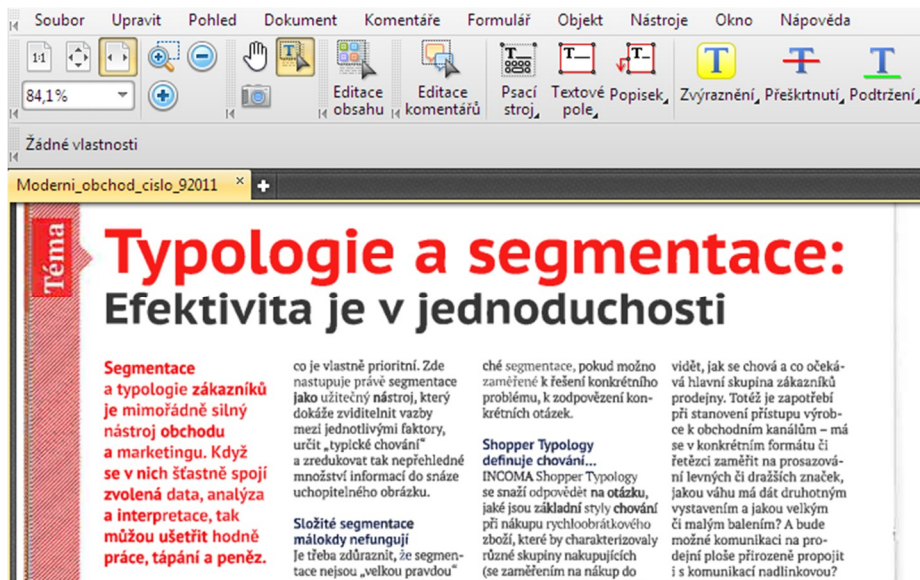 Soubor Upravit Pohled Dokument Komentáře Formulář Objekt Nástroje Okno Nápověda
1:1
84,1%
Editace obsahu
Editace komentářů
Psací stroj
Textové pole
Popisek
Zvýraznění
Přeškrtnutí
Podtržení
Žádné vlastnosti
Moderni_obchod_cislo_92011
Téma
Typologie a segmentace:
Efektivita je v jednoduchosti
Segmentace
a typologie zákazníků
je mimořádně silný
nástroj obchodu
a marketingu. Když
se v nich šťastně spojí
zvolená data, analýza
a interpretace, tak
můžou ušetřit hodně
práce, tápání a peněz.
co je vlastně prioritní. Zde
nastupuje právě segmentace
jako užitečný nástroj, který
dokáže zviditelnit vazby
mezi jednotlivými faktory,
určit „typické chování“
a zredukovat tak nepřehledné
množství informací do snáze
uchopitelného obrázku.
Složité segmentace
málokdy nefungují
Je třeba zdůraznit, že segmen-
tace nejsou „velkou pravdou“
ché segmentace, pokud možno
zaměřené k řešení konkrétního
problému, k zodpovězení kon-
krétních otázek.
Shopper Typology
definuje chování...
INCOMA Shopper Typology
se snaží odpovědět na otázku,
jaké jsou základní styly chování
při nákupu rychloobrátkového
zboží, které by charakterizovaly
různé skupiny nakupujících
(se zaměřením na nákup do
vidět, jak se chová a co očeká-
vá hlavní skupina zákazníků
prodejny. Totéž je zapotřebí
při stanovení přístupu výrob-
ce k obchodním kanálům – má
se v konkrétním formátu či
řetězci zaměřit na prosazová-
ní levných či dražších značek,
jakou váhu má dát druhotným
vystavením a jakou velkým
či malým balením? A bude
možné komunikaci na pro-
dejní ploše přirozeně propojit
i s komunikací nadlinkovou?